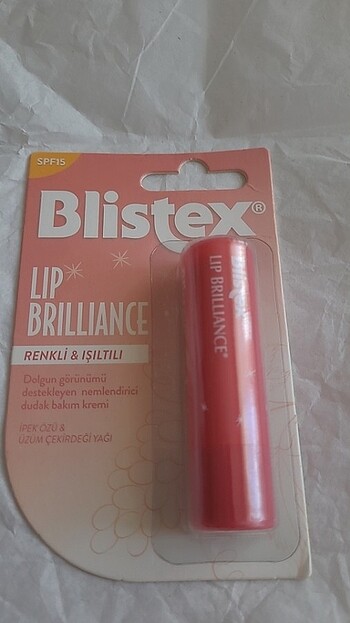 SPF15
Blistex®
LIP
BRILLIANCE
RENKLİ & IŞILTILI
Dolgun görünümü
destekleyen nemlendirici
dudak bakım kremi
İPEK ÖZÜ &
ÜZÜM ÇEKİRDEĞİ YAĞI
Blistex
LIP BRILLIANCE®